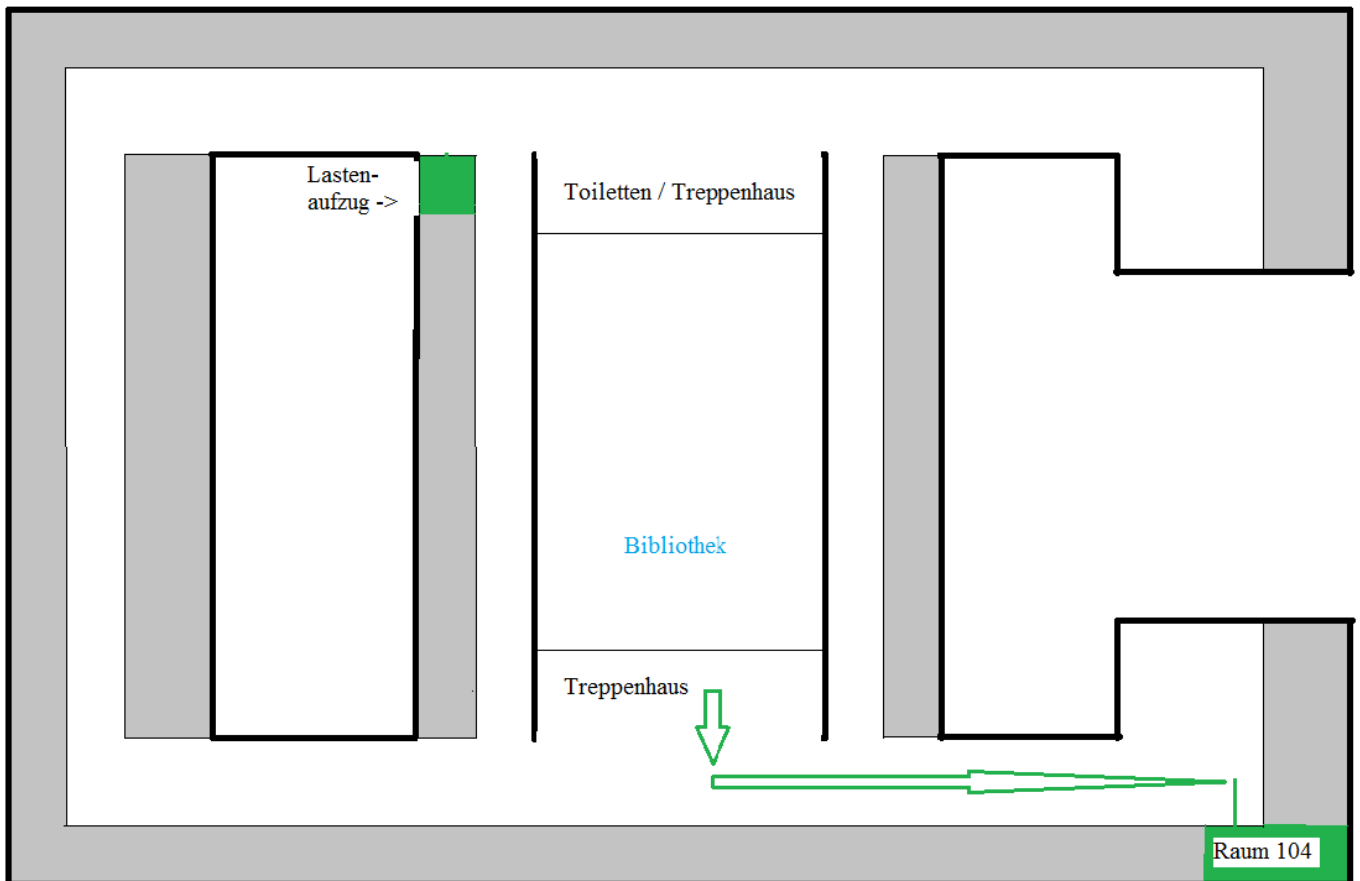 Lasten-
aufzug ->
Toiletten / Treppenhaus
Bibliothek
Treppenhaus
Raum 104